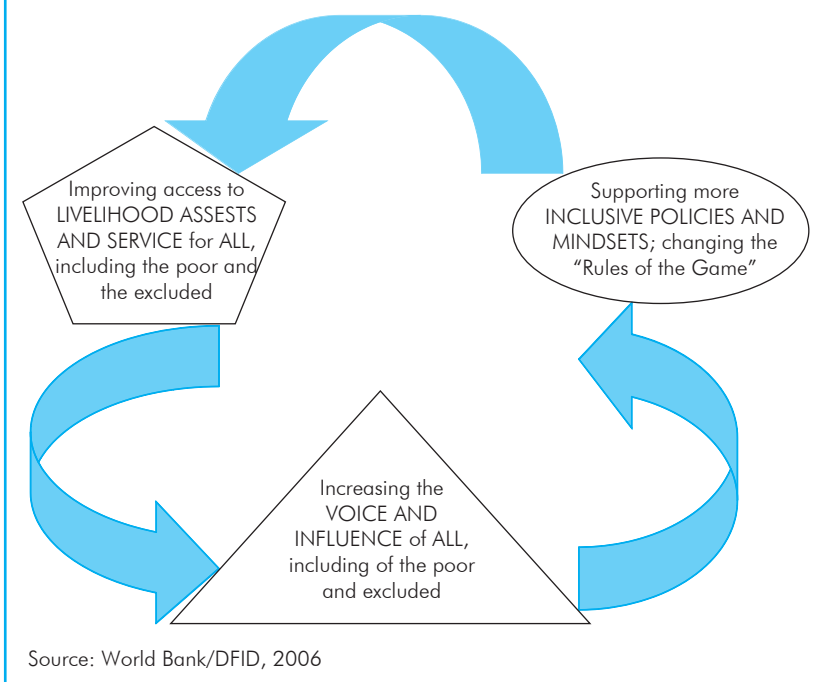 Improving access to
LIVELIHOOD ASSESTS
AND SERVICE for ALL,
including the poor and
the excluded
Supporting more
INCLUSIVE POLICIES AND
MINDSETS; changing the
“Rules of the Game”
Increasing the
VOICE AND
INFLUENCE of ALL,
including of the poor
and excluded
Source: World Bank/DFID, 2006